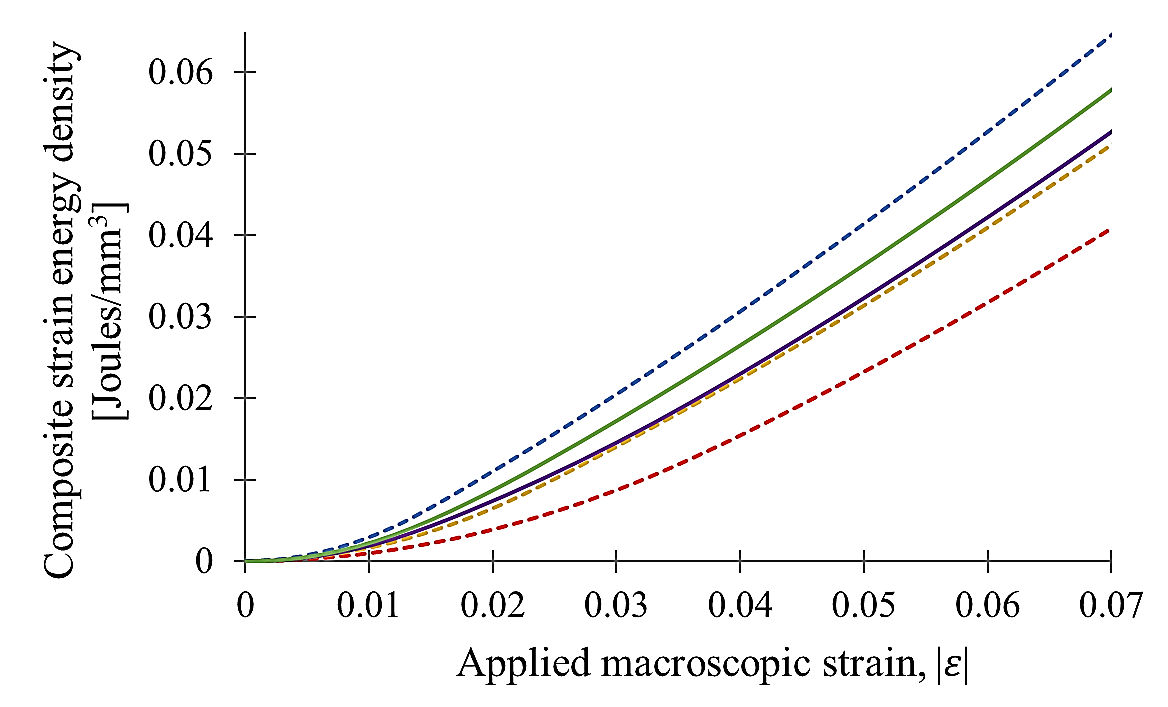 Composite strain energy density
[Joules/mm³]
0.06
0.05
0.04
0.03
0.02
0.01
0
0 0.01 0.02 0.03 0.04 0.05 0.06 0.07
Applied macroscopic strain, |ε|